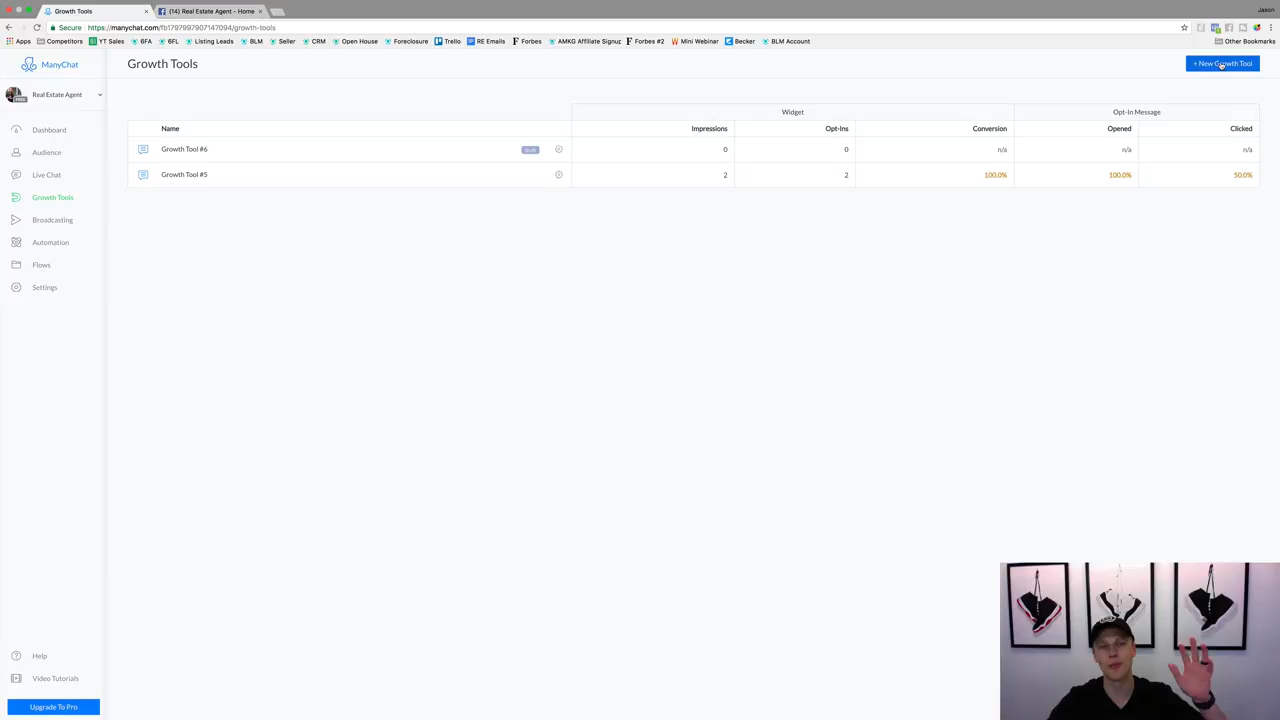 Growth Tools
(14) Real Estate Agent - Home
Jason
Secure
https://manychat.com/fb1797997907147094/growth-tools
Apps
Competitors
YT Sales
6FA
6FL
Listing Leads
BLM
Seller
CRM
Open House
Foreclosure
Trello
RE Emails
Forbes
AMKG Affiliate Signup
Forbes #2
Mini Webinar
Becker
BLM Account
Other Bookmarks
ManyChat
Growth Tools
+ New Growth Tool
Real Estate Agent
FREE
Widget
Opt-In Message
Name
Impressions
Opt-Ins
Conversion
Opened
Clicked
Growth Tool #6
draft
0
0
n/a
n/a
n/a
Growth Tool #5
2
2
100.0%
100.0%
50.0%
Dashboard
Audience
Live Chat
Growth Tools
Broadcasting
Automation
Flows
Settings
Help
Video Tutorials
Upgrade To Pro